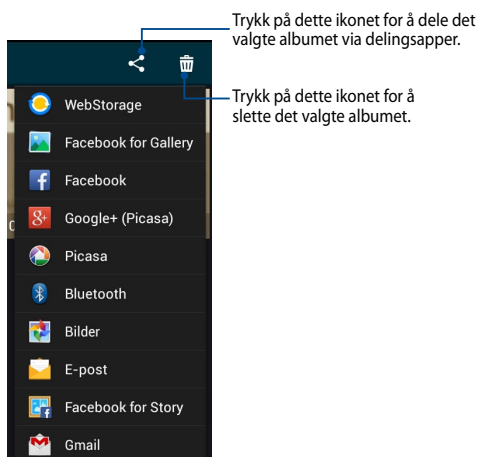 Trykk på dette ikonet for å dele det
valgte albumet via delingsapper.
Trykk på dette ikonet for å
slette det valgte albumet.
WebStorage
Facebook for Gallery
Facebook
Google+ (Picasa)
Picasa
Bluetooth
Bilder
E-post
Facebook for Story
Gmail